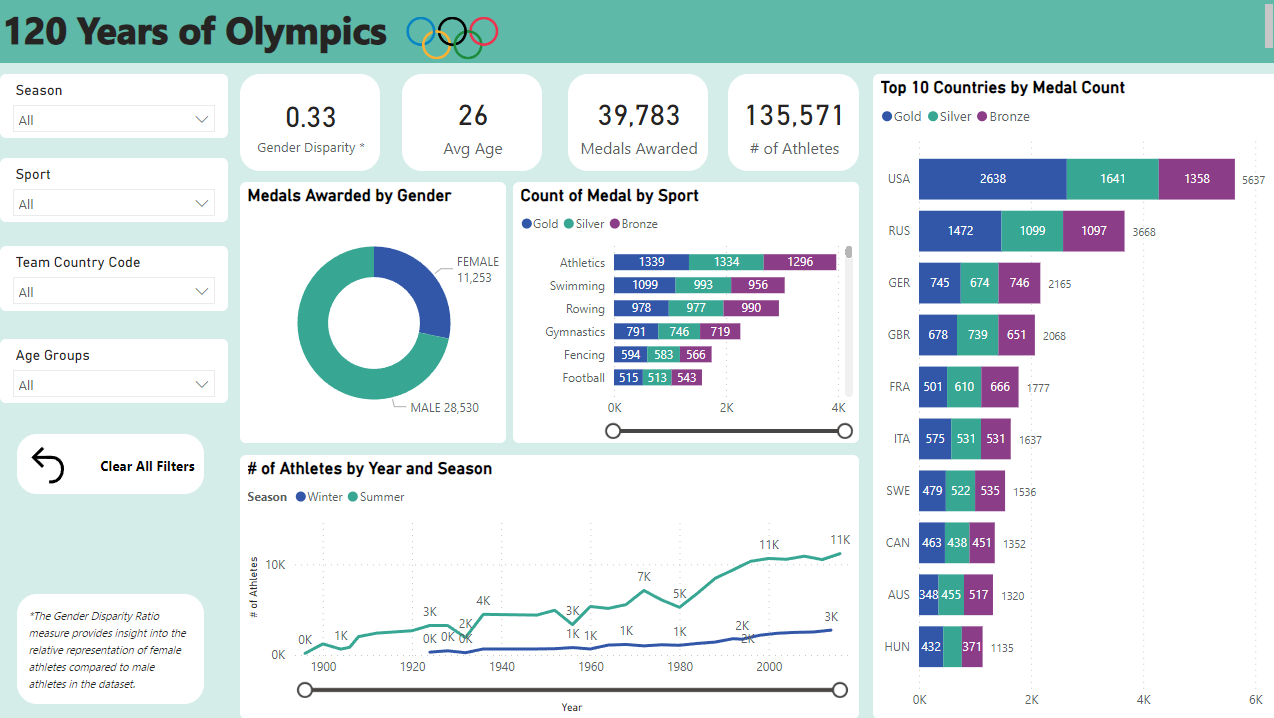 120 Years of Olympics
Season
All
Sport
All
Team Country Code
All
Age Groups
All
Clear All Filters
*The Gender Disparity Ratio
measure provides insight into the
relative representation of female
athletes compared to male
athletes in the dataset.
0.33
Gender Disparity *
26
Avg Age
39,783
Medals Awarded
135,571
# of Athletes
Medals Awarded by Gender
FEMALE
11,253
MALE 28,530
Count of Medal by Sport
Gold Silver Bronze
Athletics 1339 1334 1296
Swimming 1099 993 956
Rowing 978 977 990
Gymnastics 791 746 719
Fencing 594 583 566
Football 515 513 543
0K 2K 4K
# of Athletes by Year and Season
Season Winter Summer
# of Athletes
10K
0K
0K 1K 3K 2K 4K 3K 7K 5K 11K 11K
0K 0K 0K 1K 1K 1K 1K 2K 2K 3K
1900 1920 1940 1960 1980 2000
Year
Top 10 Countries by Medal Count
Gold Silver Bronze
USA 2638 1641 1358 5637
RUS 1472 1099 1097 3668
GER 745 674 746 2165
GBR 678 739 651 2068
FRA 501 610 666 1777
ITA 575 531 531 1637
SWE 479 522 535 1536
CAN 463 438 451 1352
AUS 348 455 517 1320
HUN 432 371 1135
0K 2K 4K 6K